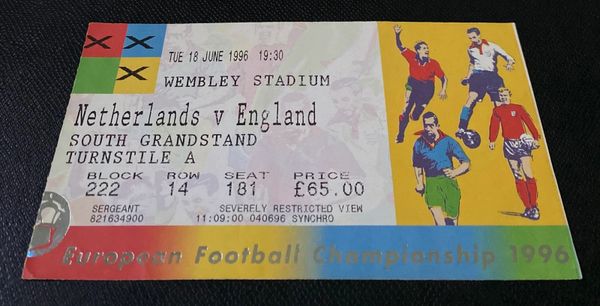 TUE 18 JUNE 1996 19:30
WEMBLEY STADIUM
Netherlands v England
SOUTH GRANDSTAND
TURNSTILE A
BLOCK ROW SEAT PRICE
222 14 181 £65.00
SERGEANT SEVERELY RESTRICTED VIEW
821634900 11:09:00 040696 SYNCHRO
European Football Championship 1996